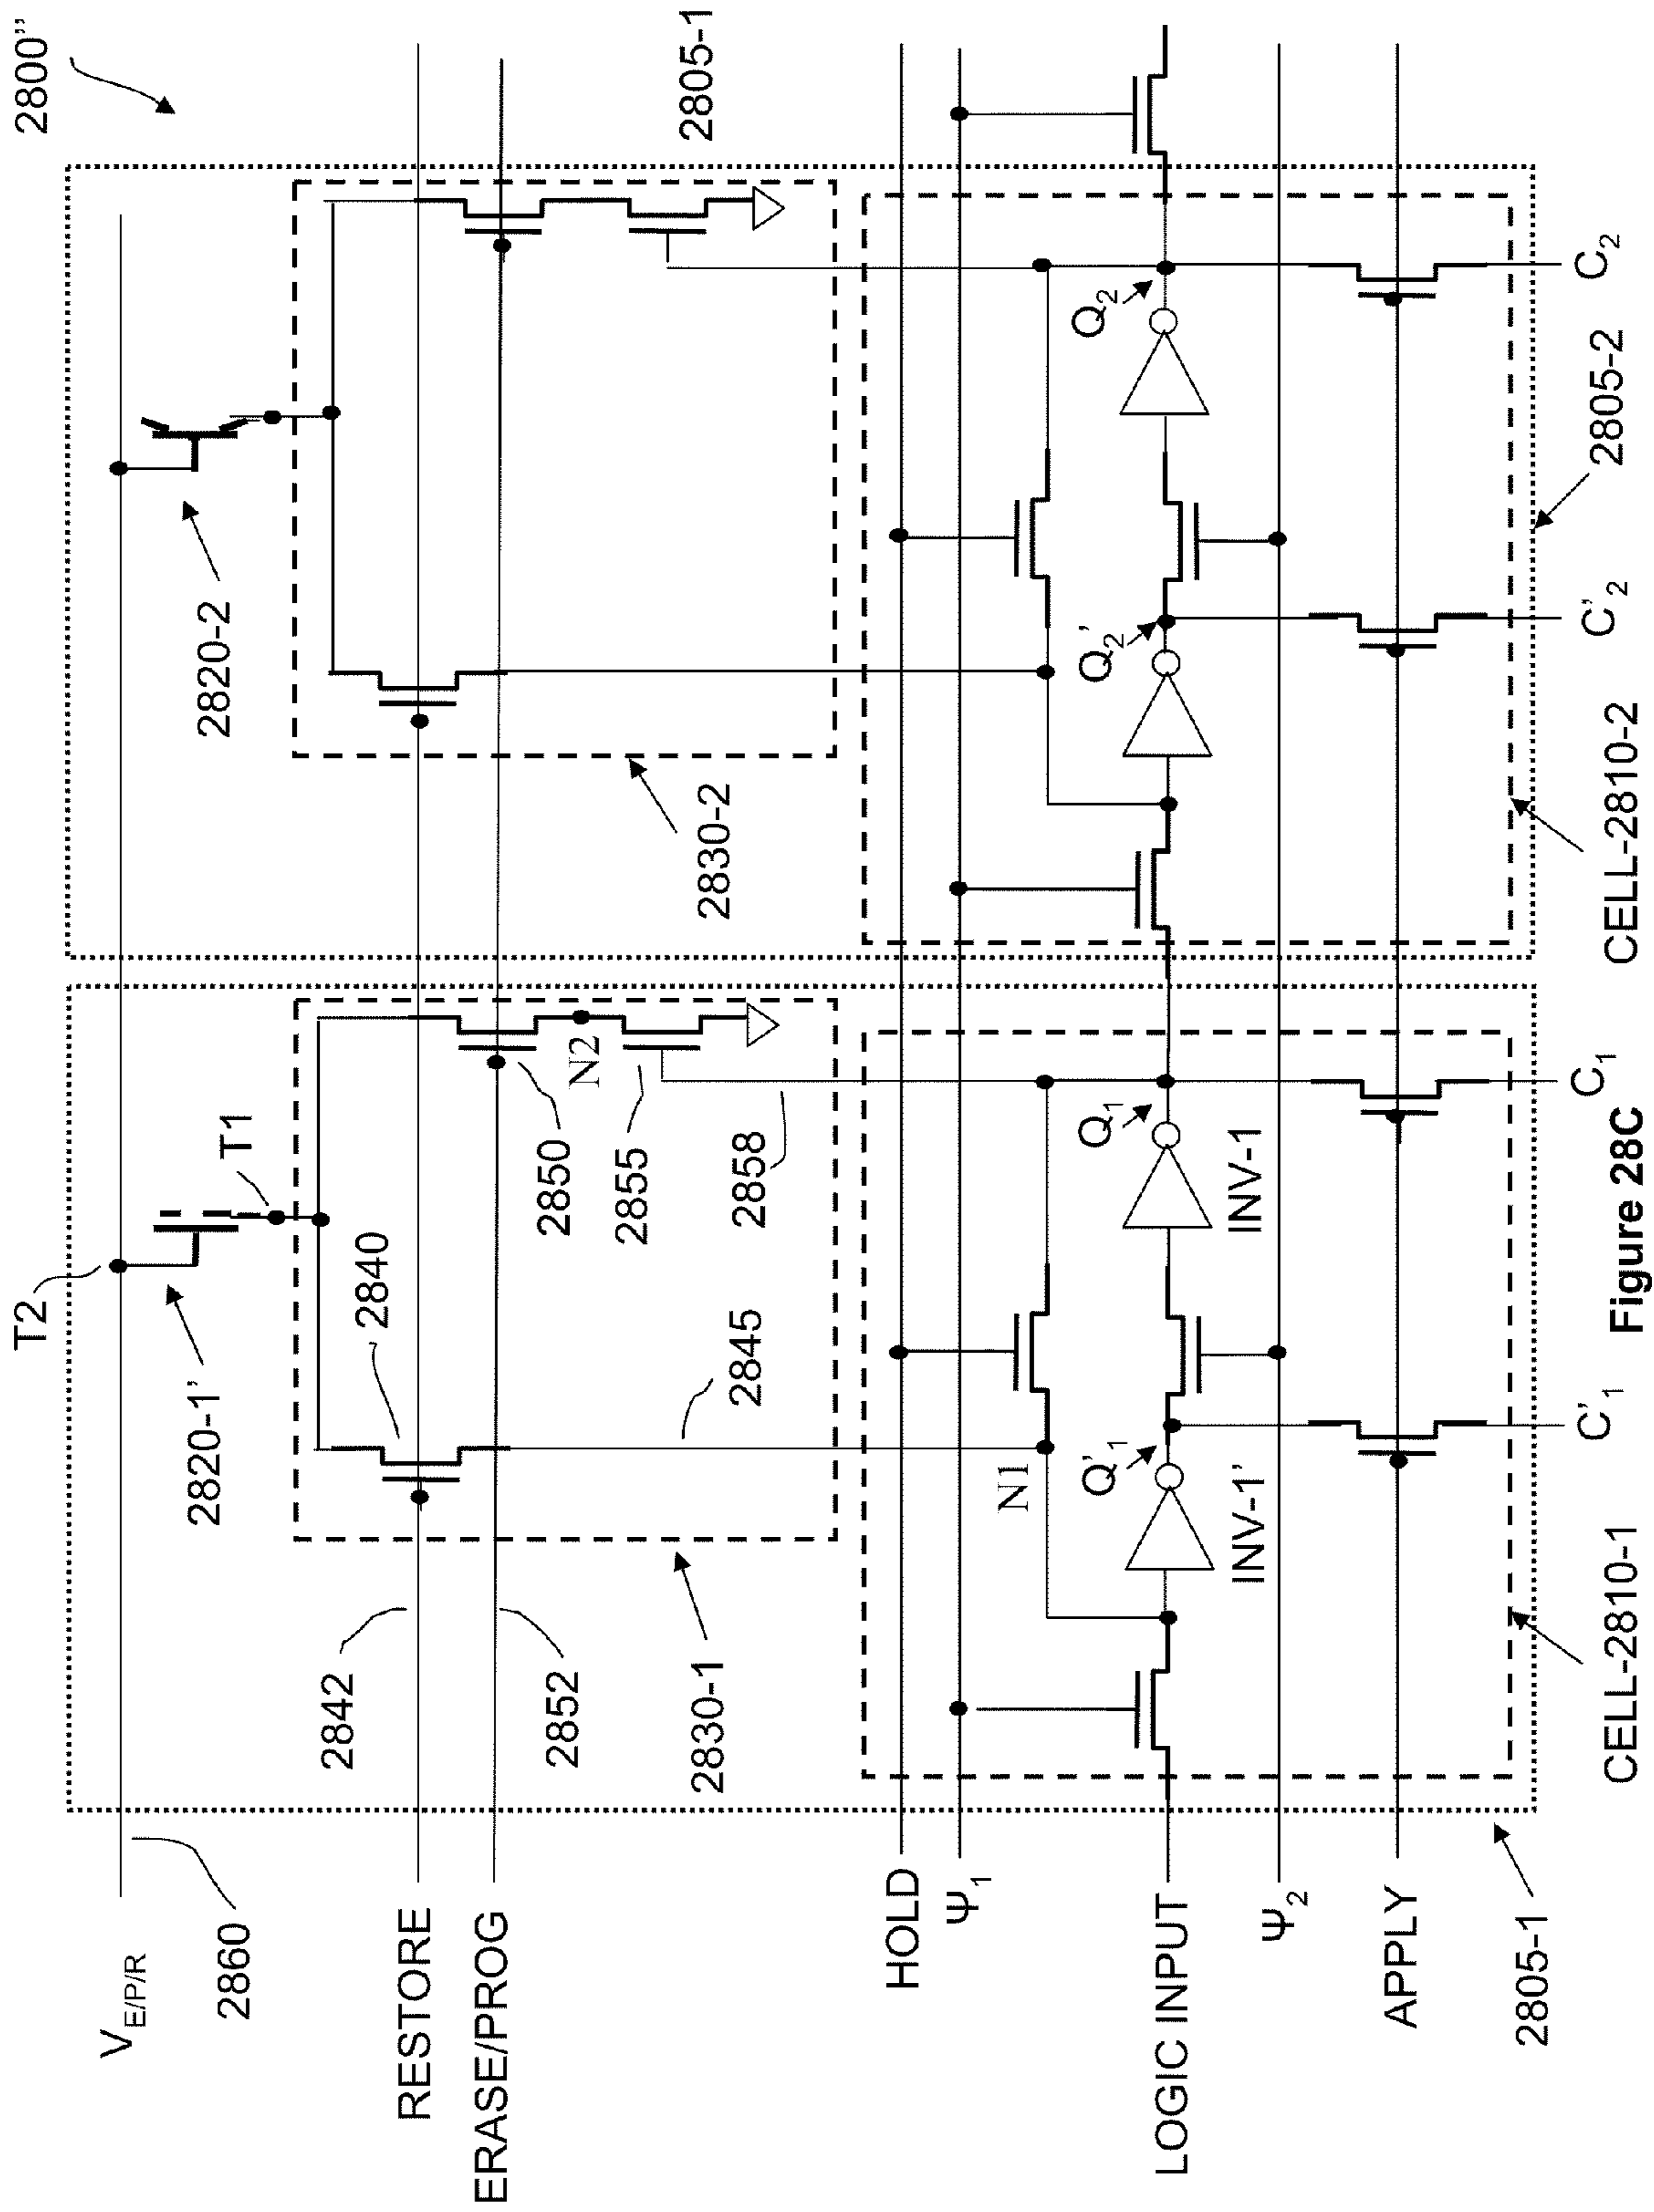 2800''
T2
V E/P/R
2860
2820-1'
T1
2820-2
RESTORE
2842
2840
ERASE/PROG
2852
2850
N2
2855
2845
2858
2830-1
2830-2
2805-1
HOLD
Ψ1
N1
LOGIC INPUT
INV-1'
Q'1
INV-1
Q1
Q2'
Q2
Ψ2
APPLY
2805-1
CELL-2810-1
C'1
C1
CELL-2810-2
C'2
2805-2
C2
Figure 28C